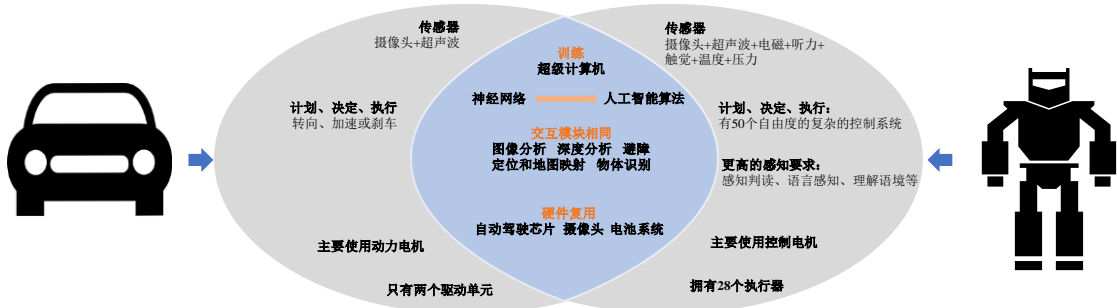 传感器
摄像头+超声波
计划、决定、执行
转向、加速或刹车
主要使用动力电机
只有两个驱动单元
训练
超级计算机
神经网络 人工智能算法
交互模块相同
图像分析 深度分析 避障
定位和地图映射 物体识别
硬件复用
自动驾驶芯片 摄像头 电池系统
传感器
摄像头+超声波+电磁+听力+
触觉+温度+压力
计划、决定、执行：
有50个自由度的复杂的控制系统
更高的感知要求：
感知判读、语言感知、理解语境等
主要使用控制电机
拥有28个执行器